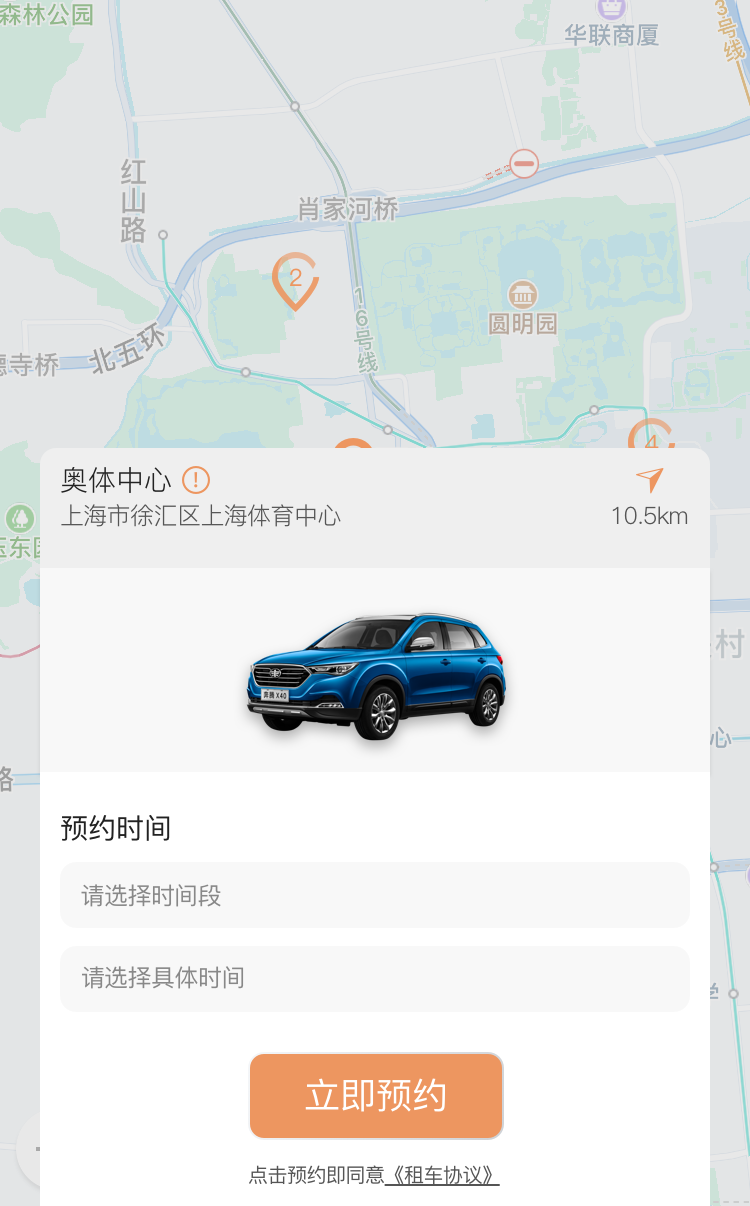 森林公园
华联商厦
3号线
红山路
肖家河桥
2
16号线
圆明园
北五环
德寺桥
4
奥体中心
上海市徐汇区上海体育中心
10.5km
玉东园
村
奔腾 X40
心
路
预约时间
请选择时间段
请选择具体时间
学
立即预约
点击预约即同意《租车协议》